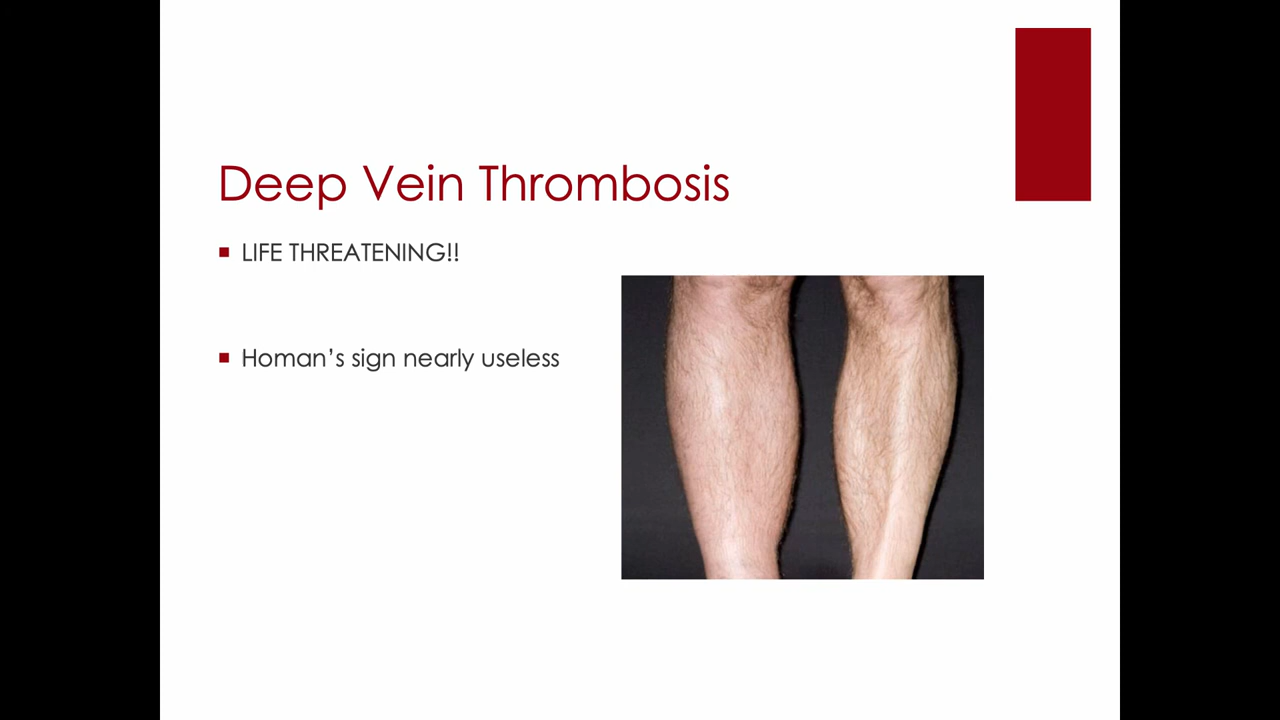 Deep Vein Thrombosis
LIFE THREATENING!!
Homan’s sign nearly useless